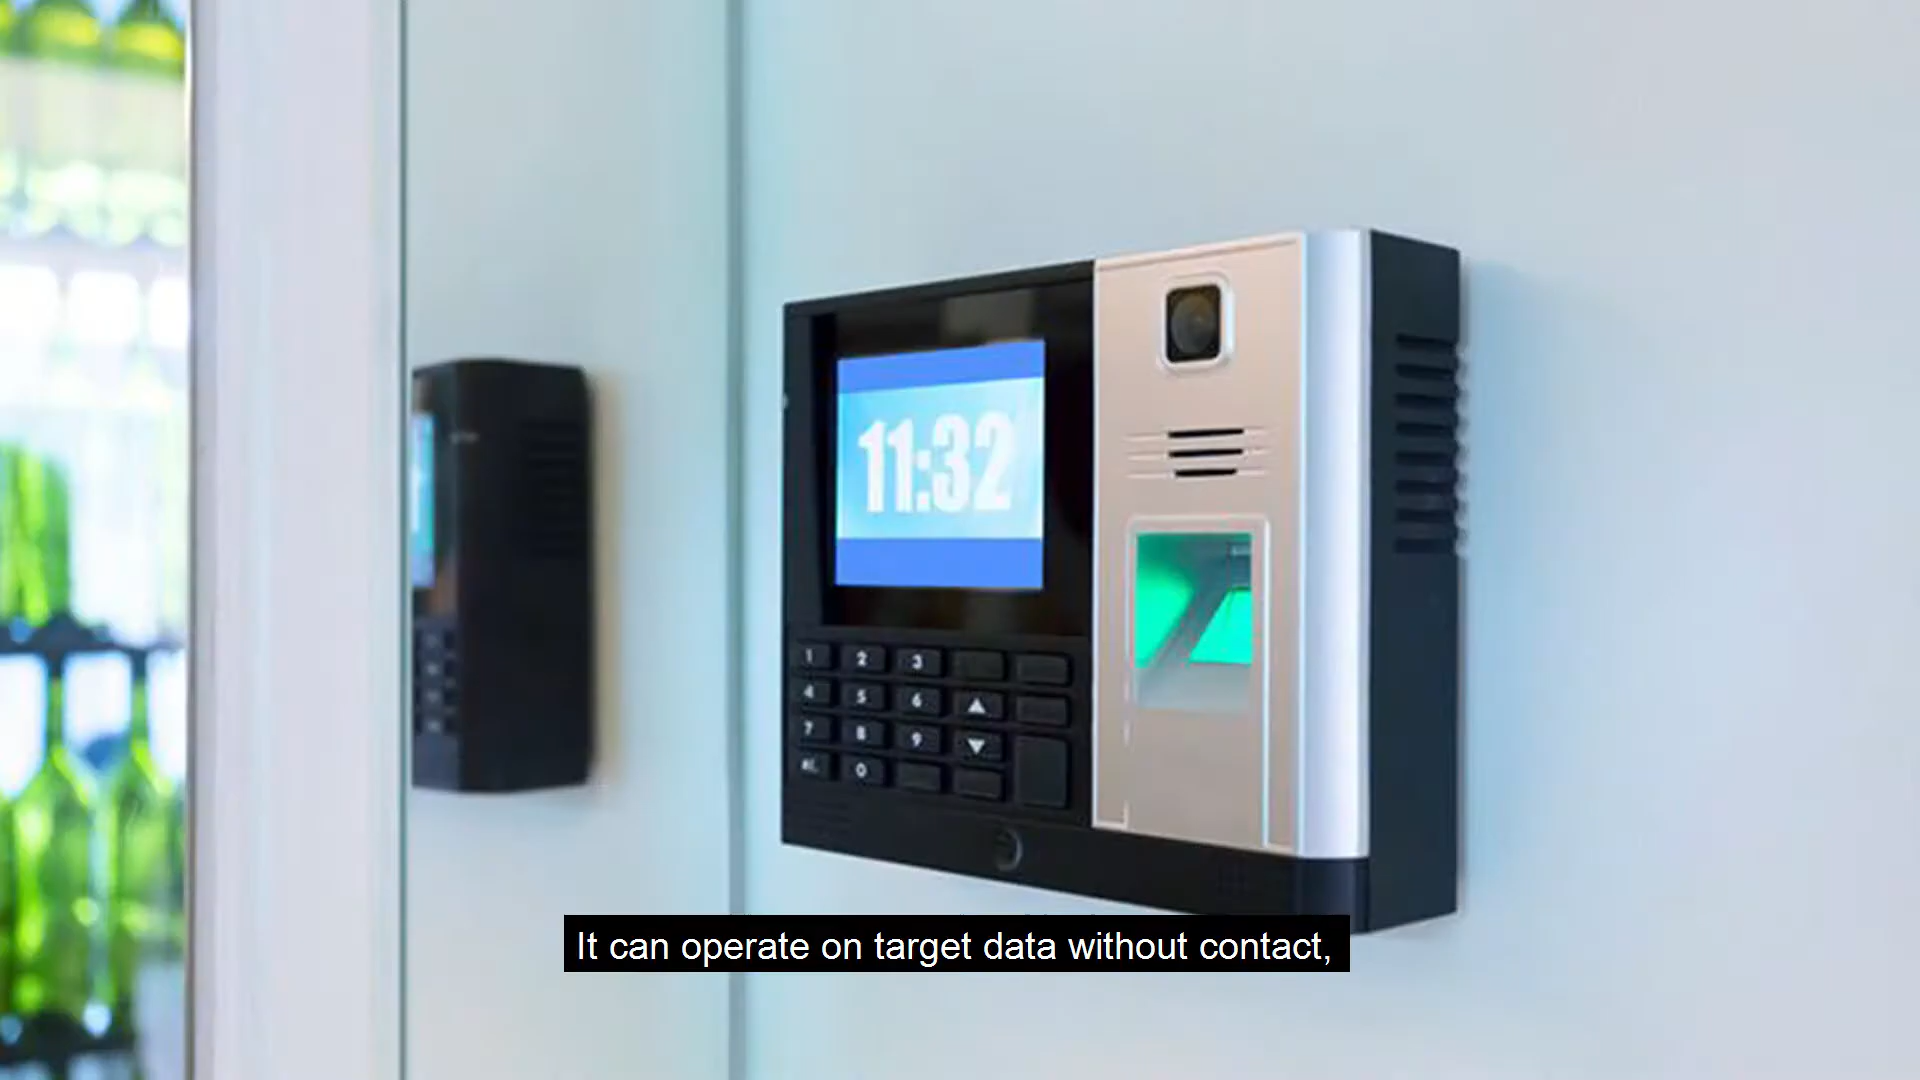 11:32
1 2 3
4 5 6
7 8 9
0
It can operate on target data without contact,